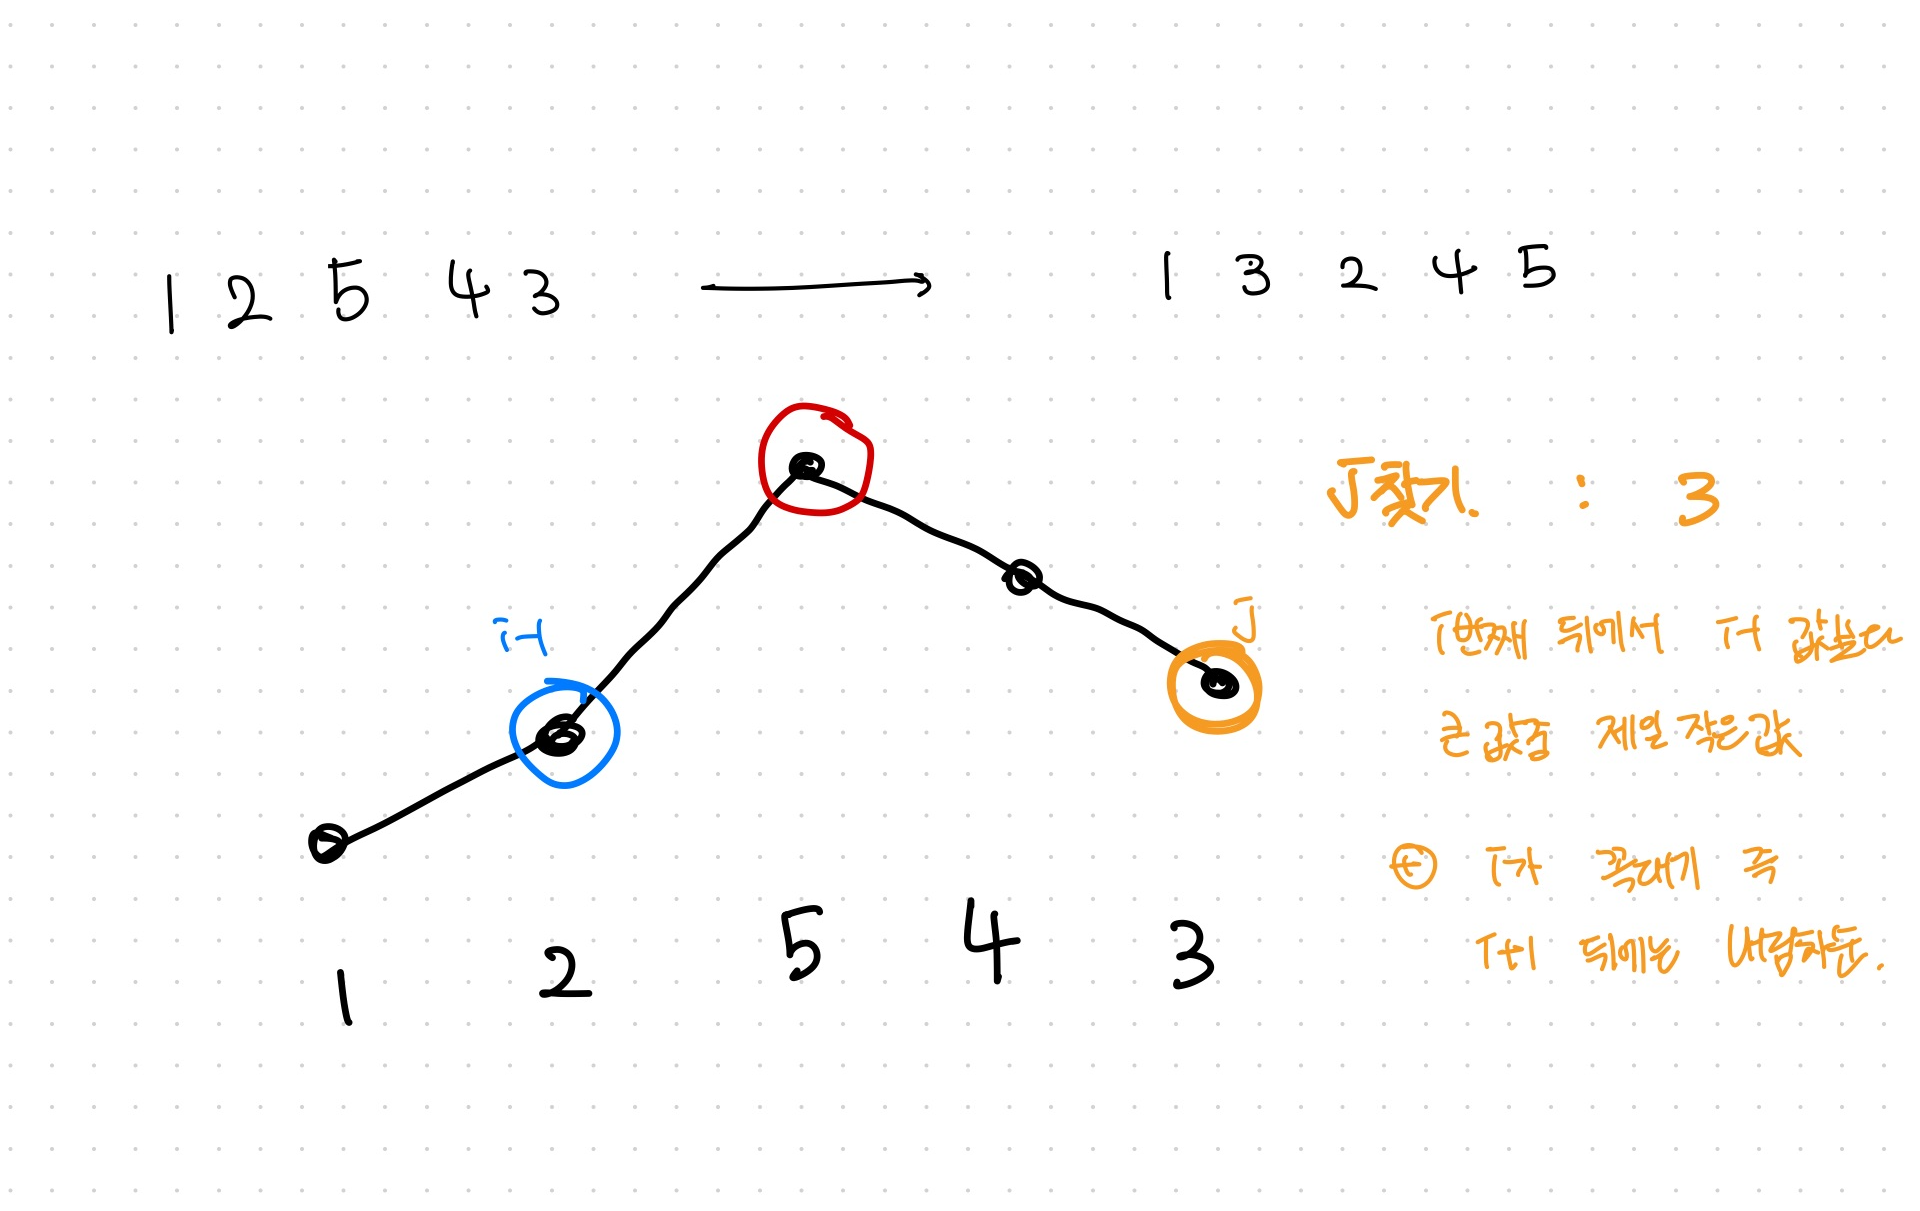 1 2 5 4 3 → 1 3 2 4 5
J찾기. : 3
i-1
J
i번째 뒤에서 i-1 값보다
큰 값중 제일 작은값
⊕ i가 꼭대기 즉
i+1 뒤에는 내림차순.
1 2 5 4 3